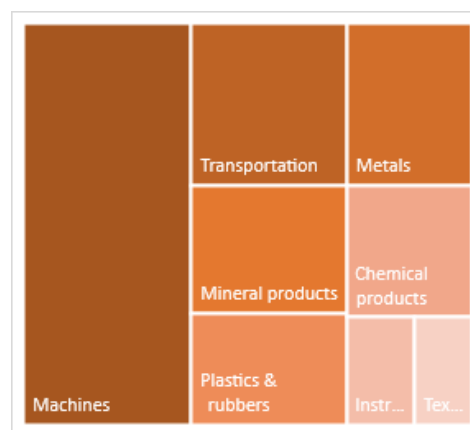 Transportation
Metals
Mineral products
Chemical
products
Plastics &
rubbers
Machines
Instr...
Tex...